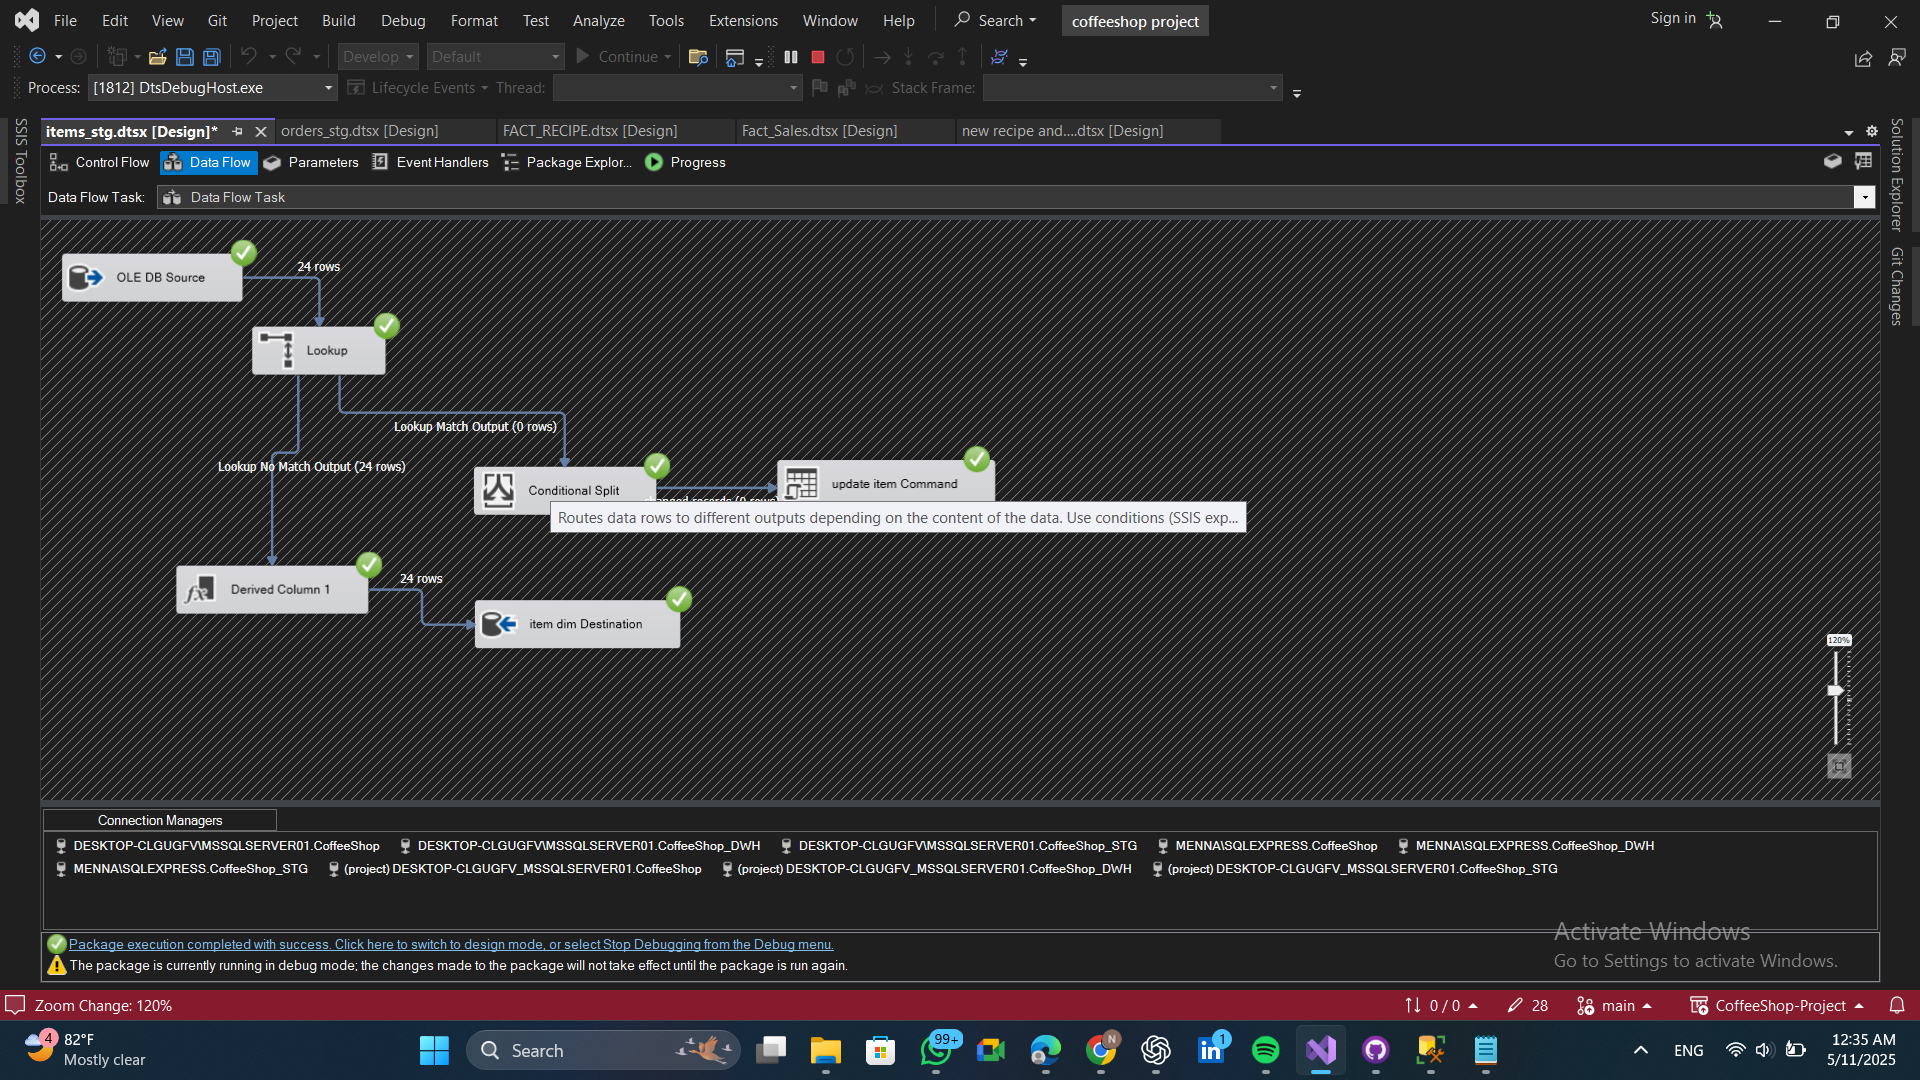 File Edit View Git Project Build Debug Format Test Analyze Tools Extensions Window Help Search coffeeshop project Sign in
Develop Default Continue
Process: [1812] DtsDebugHost.exe Lifecycle Events Thread: Stack Frame:
SSIS Toolbox
items_stg.dtsx [Design]* orders_stg.dtsx [Design] FACT_RECIPE.dtsx [Design] Fact_Sales.dtsx [Design] new recipe and....dtsx [Design]
Control Flow Data Flow Parameters Event Handlers Package Explor... Progress
Data Flow Task: Data Flow Task
Solution Explorer
Git Changes
OLE DB Source
24 rows
Lookup
Lookup Match Output (0 rows)
Lookup No Match Output (24 rows)
Conditional Split
update item Command
Routes data rows to different outputs depending on the content of the data. Use conditions (SSIS exp...
Derived Column 1
24 rows
item dim Destination
120%
Connection Managers
DESKTOP-CLGUGFV\MSSQLSERVER01.CoffeeShop DESKTOP-CLGUGFV\MSSQLSERVER01.CoffeeShop_DWH DESKTOP-CLGUGFV\MSSQLSERVER01.CoffeeShop_STG MENNA\SQLEXPRESS.CoffeeShop MENNA\SQLEXPRESS.CoffeeShop_DWH
MENNA\SQLEXPRESS.CoffeeShop_STG (project) DESKTOP-CLGUGFV_MSSQLSERVER01.CoffeeShop (project) DESKTOP-CLGUGFV_MSSQLSERVER01.CoffeeShop_DWH (project) DESKTOP-CLGUGFV_MSSQLSERVER01.CoffeeShop_STG
Package execution completed with success. Click here to switch to design mode, or select Stop Debugging from the Debug menu.
The package is currently running in debug mode; the changes made to the package will not take effect until the package is run again.
Activate Windows
Go to Settings to activate Windows.
Zoom Change: 120% 0 / 0 28 main CoffeeShop-Project
4 82°F
Mostly clear
Search
99+
N
1
ENG
12:35 AM
5/11/2025